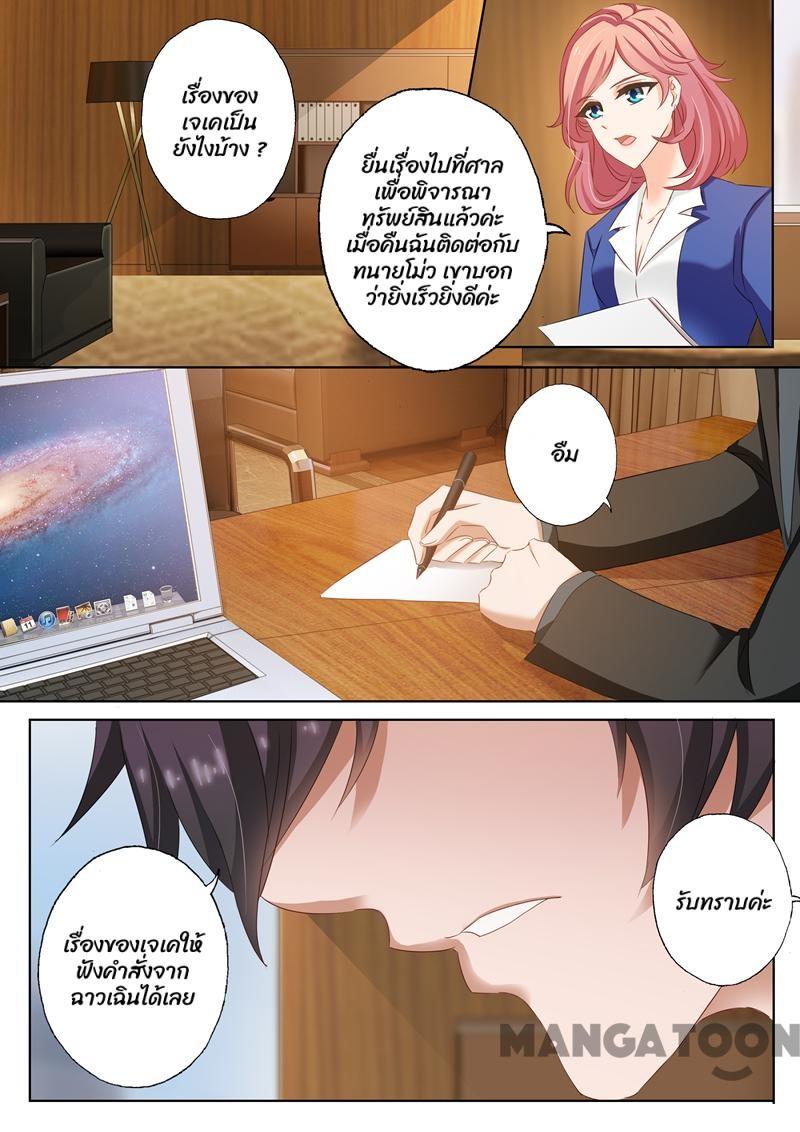 เรื่องของ
เจเคเป็น
ยังไงบ้าง ?
ยื่นเรื่องไปที่ศาล
เพื่อพิจารณา
ทรัพย์สินแล้วค่ะ
เมื่อคืนฉันติดต่อกับ
ทนายโม่ว เขาบอก
ว่ายิ่งเร็วยิ่งดีค่ะ
อืม
รับทราบค่ะ
เรื่องของเจเคให้
ฟังคำสั่งจาก
ฉาวเฉินได้เลย
MANGATOON